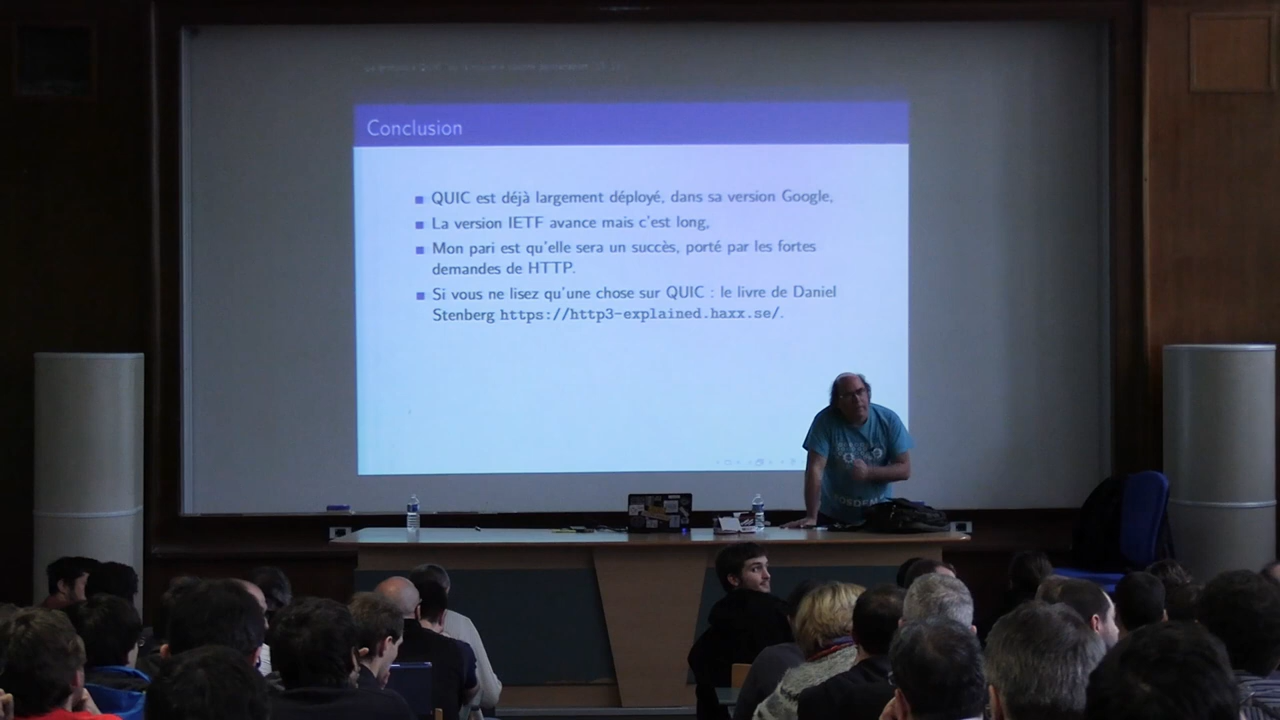 Conclusion
QUIC est déjà largement déployé, dans sa version Google,
La version IETF avance mais c'est long,
Mon pari est qu'elle sera un succès, porté par les fortes
demandes de HTTP.
Si vous ne lisez qu'une chose sur QUIC : le livre de Daniel
Stenberg https://http3-explained.haxx.se/.